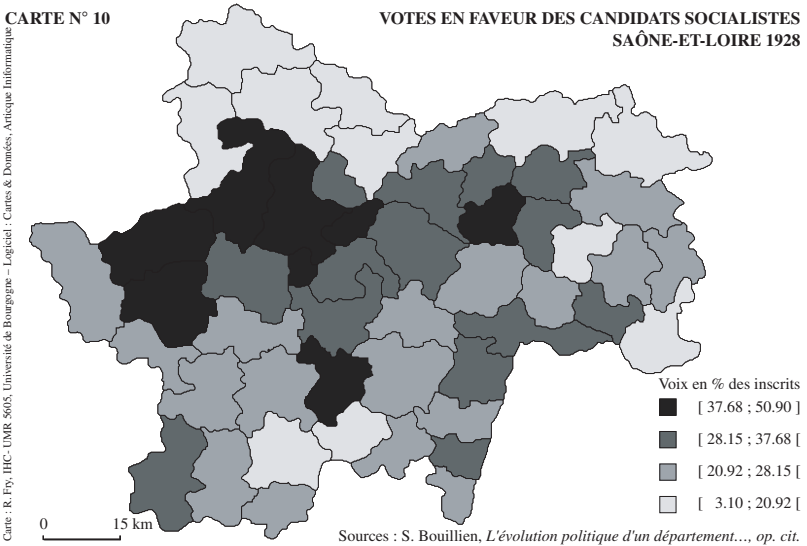 CARTE N° 10
VOTES EN FAVEUR DES CANDIDATS SOCIALISTES
SAÔNE-ET-LOIRE 1928
Carte : R. Fry, IHC- UMR 5605, Université de Bourgogne – Logiciel : Cartes & Données, Articque Informatique
Voix en % des inscrits
[ 37.68 ; 50.90 ]
[ 28.15 ; 37.68 [
[ 20.92 ; 28.15 [
[ 3.10 ; 20.92 [
0 15 km
Sources : S. Bouillien, L'évolution politique d'un département..., op. cit.